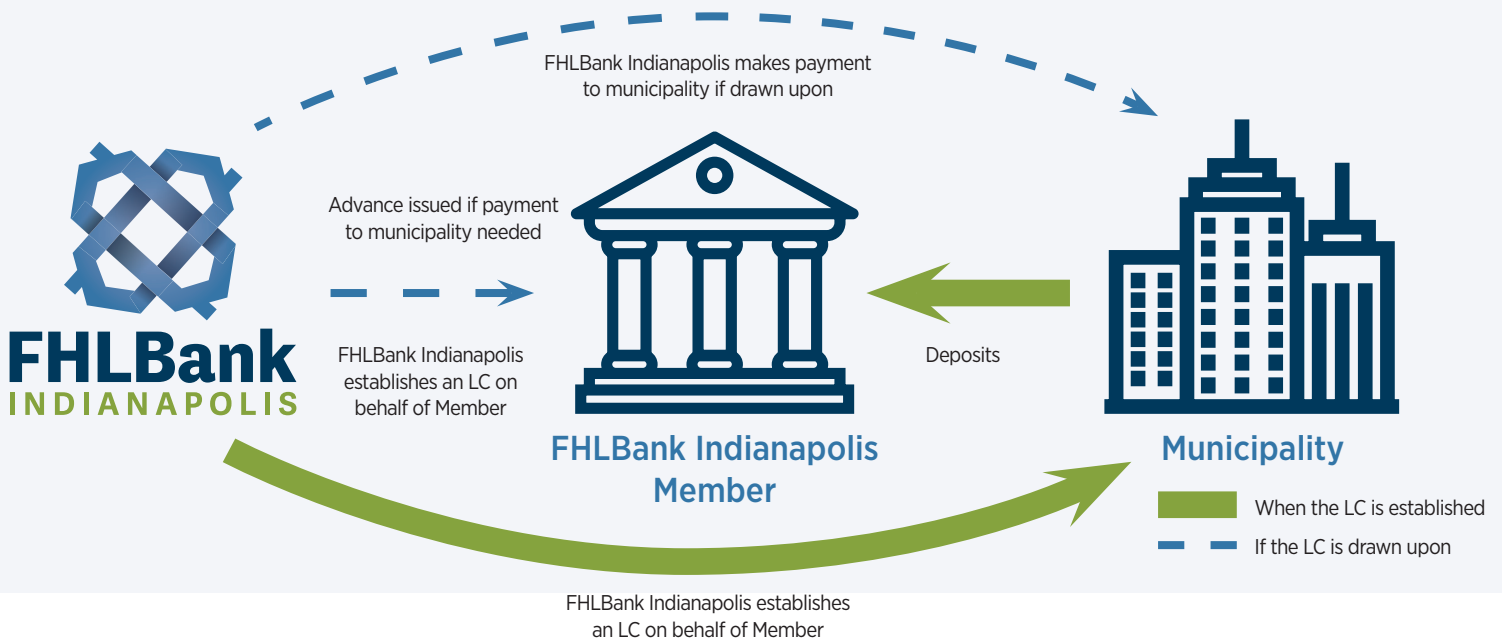 FHLBank Indianapolis makes payment
to municipality if drawn upon
Advance issued if payment
to municipality needed
FHLBank
INDIANAPOLIS
FHLBank Indianapolis
establishes an LC on
behalf of Member
Deposits
FHLBank Indianapolis
Member
Municipality
When the LC is established
If the LC is drawn upon
FHLBank Indianapolis establishes
an LC on behalf of Member